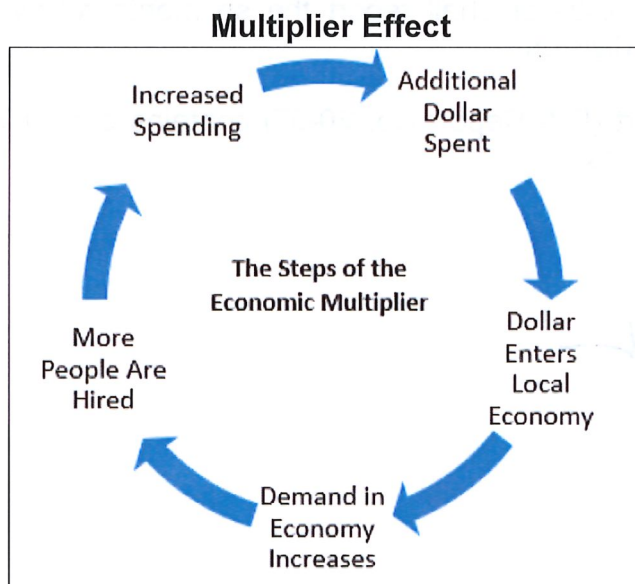 Multiplier Effect
Increased
Spending
Additional
Dollar
Spent
The Steps of the
Economic Multiplier
Dollar
Enters
Local
Economy
More
People Are
Hired
Demand in
Economy
Increases